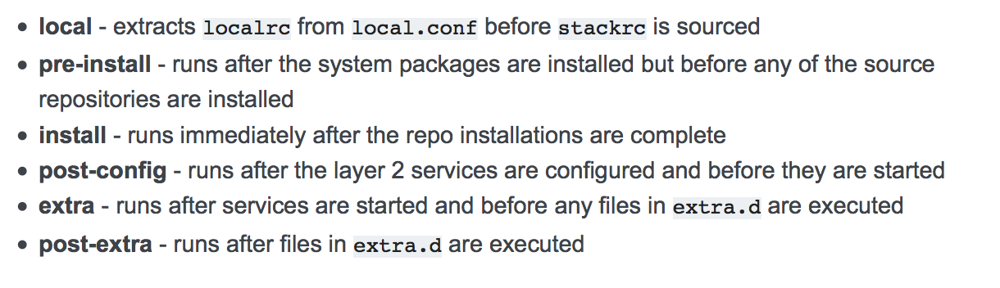 • local - extracts localrc from local.conf before stackrc is sourced
• pre-install - runs after the system packages are installed but before any of the source
repositories are installed
• install - runs immediately after the repo installations are complete
• post-config - runs after the layer 2 services are configured and before they are started
• extra - runs after services are started and before any files in extra.d are executed
• post-extra - runs after files in extra.d are executed